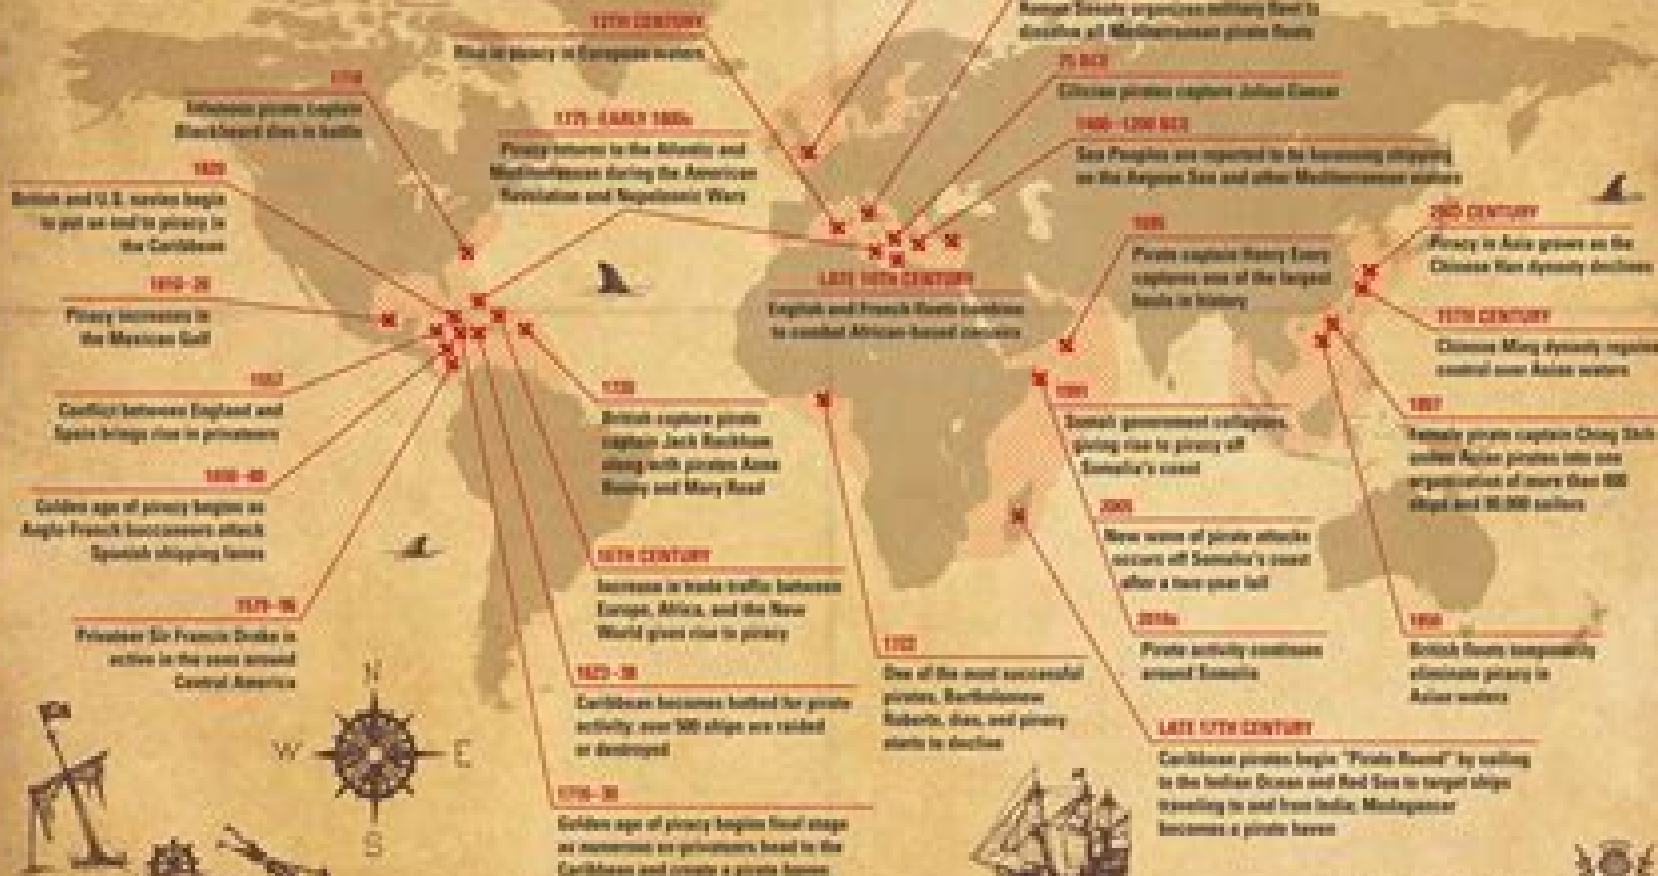 12TH CENTURY
Rise in piracy in European waters
Roman Senate organizes military fleet to
dissolve all Mediterranean pirate fleets
75 BCE
Cilician pirates capture Julius Caesar
1400–1200 BCE
Sea Peoples are reported to be harassing shipping
on the Aegean Sea and other Mediterranean waters
1718
Infamous pirate captain
Blackbeard dies in battle
1775–EARLY 1800s
Piracy returns to the Atlantic and
Mediterranean during the American
Revolution and Napoleonic Wars
1820
British and U.S. navies begin
to put an end to piracy in
the Caribbean
2ND CENTURY
Piracy in Asia grows as the
Chinese Han dynasty declines
1695
Pirate captain Henry Every
captures one of the largest
hauls in history
LATE 16TH CENTURY
English and French fleets combine
to combat African-based corsairs
1810–20
Piracy increases in
the Mexican Gulf
15TH CENTURY
Chinese Ming dynasty regains
control over Asian waters
Conflict between England and
Spain brings rise in privateers
1720
British capture pirate
captain Jack Rackham
along with pirates Anne
Bonny and Mary Read
1991
Somali government collapses,
giving rise to piracy off
Somalia's coast
1807
Female pirate captain Ching Shih
unites Asian pirates into one
organization of more than
ships and sailors
Golden age of piracy begins as
Anglo-French buccaneers attack
Spanish shipping lanes
2005
New wave of pirate attacks
occurs off Somalia's coast
after a two-year lull
16TH CENTURY
Increase in trade traffic between
Europe, Africa, and the New
World gives rise to piracy
Privateer Sir Francis Drake is
active in the seas around
Central America
2010s
Pirate activity continues
around Somalia
1850
British fleets temporarily
eliminate piracy in
Asian waters
1722
One of the most successful
pirates, Bartholomew
Roberts, dies, and piracy
starts to decline
Caribbean becomes hotbed for pirate
activity; over 500 ships are raided
or destroyed
LATE 17TH CENTURY
Caribbean pirates begin "Pirate Round" by sailing
to the Indian Ocean and Red Sea to target ships
traveling to and from India; Madagascar
becomes a pirate haven
N
W
E
S
Golden age of piracy begins final stage
as numerous ex-privateers head to the
Caribbean and create a pirate haven